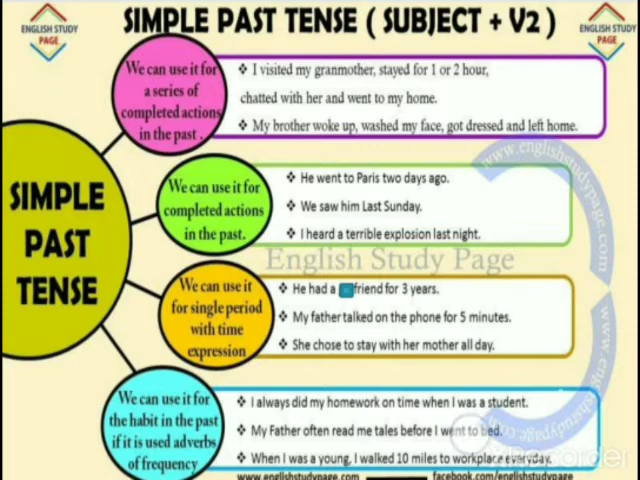 SIMPLE PAST TENSE ( SUBJECT + V2 )
ENGLISH STUDY
PAGE
ENGLISH STUDY
PAGE
SIMPLE
PAST
TENSE
We can use it for
a series of
completed actions
in the past .
❖ I visited my granmother, stayed for 1 or 2 hour,
chatted with her and went to my home.
❖ My brother woke up, washed my face, got dressed and left home.
We can use it for
completed actions
in the past.
❖ He went to Paris two days ago.
❖ We saw him Last Sunday.
❖ I heard a terrible explosion last night.
English Study Page
We can use it
for single period
with time
expression
❖ He had a friend for 3 years.
❖ My father talked on the phone for 5 minutes.
❖ She chose to stay with her mother all day.
We can use it for
the habit in the past
if it is used adverbs
of frequency
❖ I always did my homework on time when I was a student.
❖ My Father often read me tales before I went to bed.
❖ When I was a young, I walked 10 miles to workplace everyday.
www.englishstudypage.com
facebook.com/englishstudypage
www.englishstudypage.com